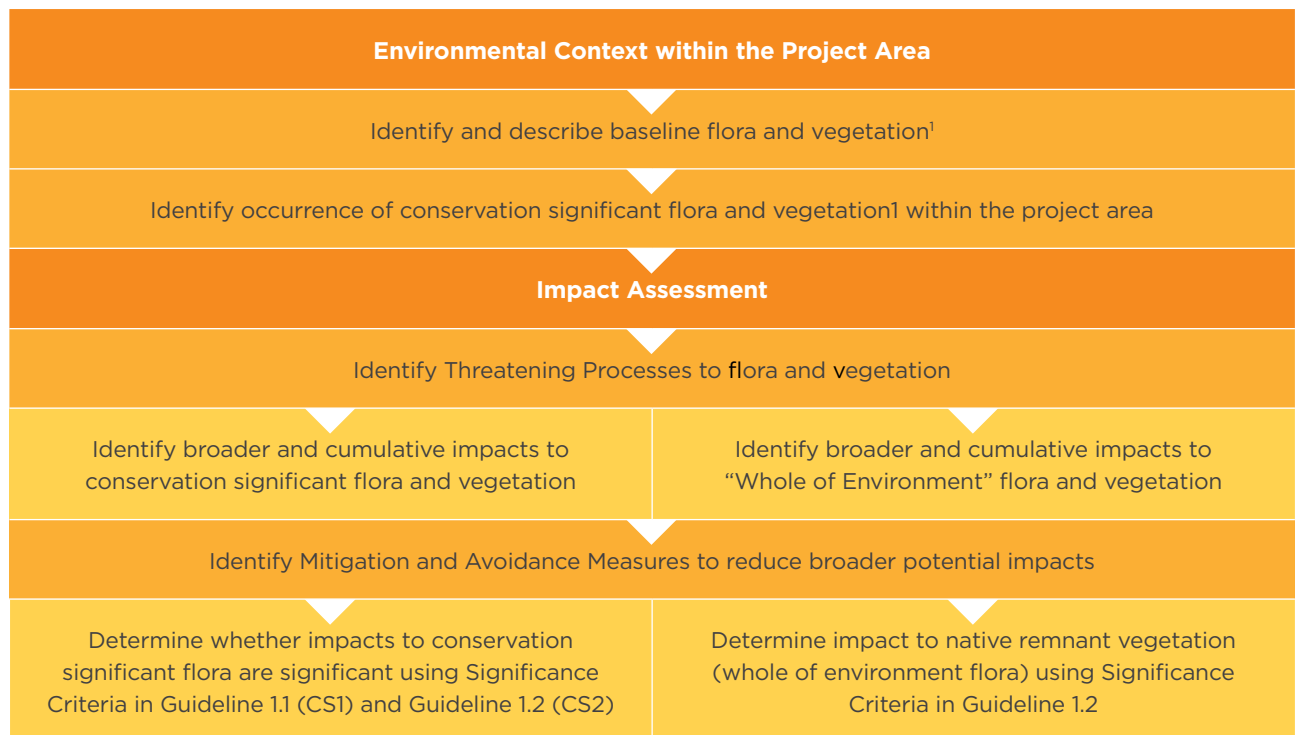 Environmental Context within the Project Area
Identify and describe baseline flora and vegetation¹
Identify occurrence of conservation significant flora and vegetation1 within the project area
Impact Assessment
Identify Threatening Processes to flora and vegetation
Identify broader and cumulative impacts to
conservation significant flora and vegetation
Identify broader and cumulative impacts to
“Whole of Environment” flora and vegetation
Identify Mitigation and Avoidance Measures to reduce broader potential impacts
Determine whether impacts to conservation
significant flora are significant using Significance
Criteria in Guideline 1.1 (CS1) and Guideline 1.2 (CS2)
Determine impact to native remnant vegetation
(whole of environment flora) using Significance
Criteria in Guideline 1.2